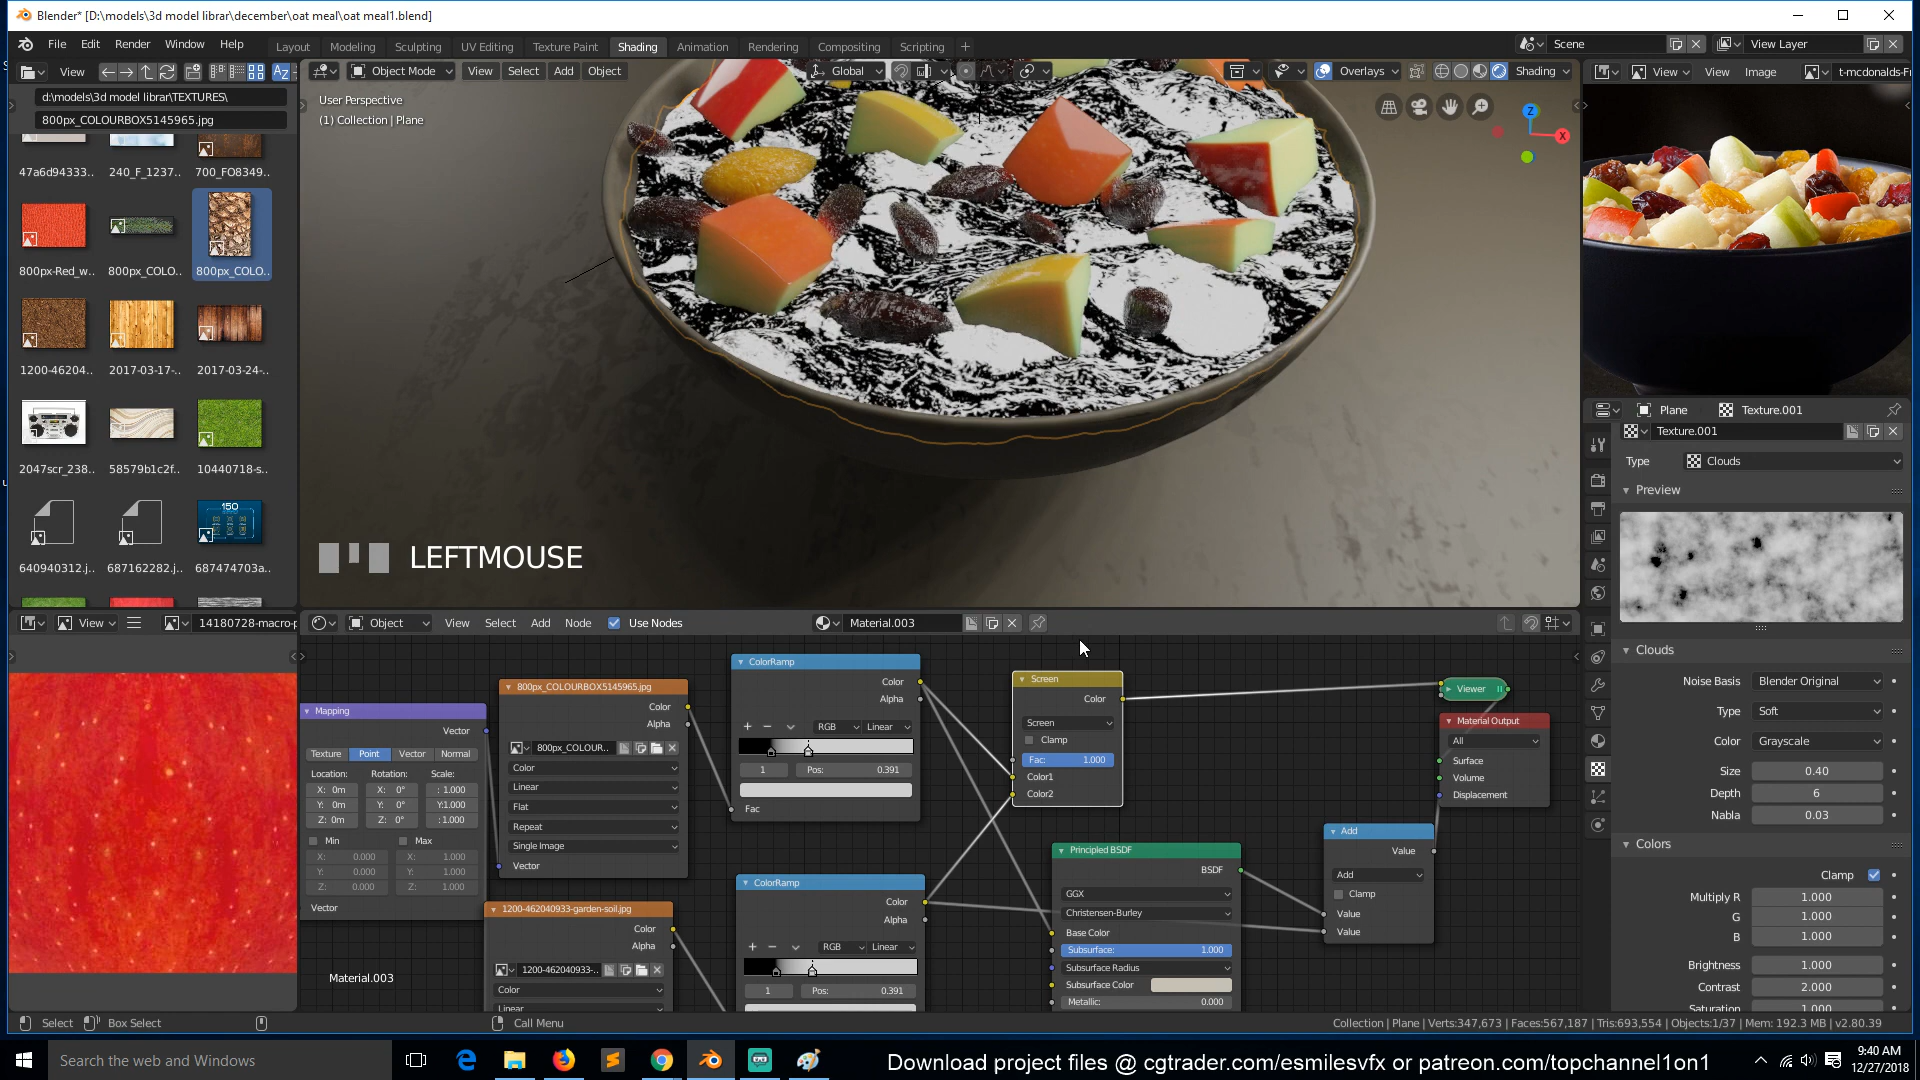 Blender* [D:\models\3d model librar\december\oat meal\oat meal1.blend]
File Edit Render Window Help
Layout Modeling Sculpting UV Editing Texture Paint Shading Animation Rendering Compositing Scripting +
Scene
View Layer
View
Object Mode View Select Add Object
Global
Overlays
Shading
View View Image
t-mcdonalds-Fr
d:\models\3d model librar\TEXTURES\
800px_COLOURBOX5145965.jpg
User Perspective
(1) Collection | Plane
Z
X
47a6d94333..
240_F_1237..
700_FO8349..
800px-Red_w..
800px_COLO..
800px_COLO..
1200-46204..
2017-03-17-..
2017-03-24-..
2047scr_238..
58579b1c2f..
10440718-s..
150
640940312.j..
687162282.j..
687474703a..
LEFTMOUSE
Plane
Texture.001
Texture.001
Type
Clouds
Preview
Clouds
Noise Basis
Blender Original
Type
Soft
Color
Grayscale
Size
0.40
Depth
6
Nabla
0.03
Colors
Clamp
Multiply R
1.000
G
1.000
B
1.000
Brightness
1.000
Contrast
2.000
Saturation
1.000
View
14180728-macro-p
Object
View Select Add Node
Use Nodes
Material.003
Mapping
Vector
Texture Point Vector Normal
Location: Rotation: Scale:
X: 0m X: 0° : 1.000
Y: 0m Y: 0° Y:1.000
Z: 0m Z: 0° :1.000
Min Max
X: 0.000 X: 1.000
Y: 0.000 Y: 1.000
Z: 0.000 Z: 1.000
Vector
Material.003
800px_COLOURBOX5145965.jpg
Color
Alpha
800px_COLOUR..
Color
Linear
Flat
Repeat
Single Image
Vector
1200-462040933-garden-soil.jpg
Color
Alpha
1200-462040933-..
Color
Linear
ColorRamp
Color
Alpha
RGB Linear
1 Pos: 0.391
Fac
ColorRamp
Color
Alpha
RGB Linear
1 Pos: 0.391
Screen
Color
Screen
Clamp
Fac: 1.000
Color1
Color2
Principled BSDF
BSDF
GGX
Christensen-Burley
Base Color
Subsurface: 1.000
Subsurface Radius
Subsurface Color
Metallic: 0.000
Add
Value
Add
Clamp
Value
Value
Viewer
Material Output
All
Surface
Volume
Displacement
Select Box Select Call Menu
Collection | Plane | Verts:347,673 | Faces:567,187 | Tris:693,554 | Objects:1/37 | Mem: 192.3 MB | v2.80.39
Search the web and Windows
Download project files @ cgtrader.com/esmilesvfx or patreon.com/topchannel1on1
9:40 AM
12/27/2018